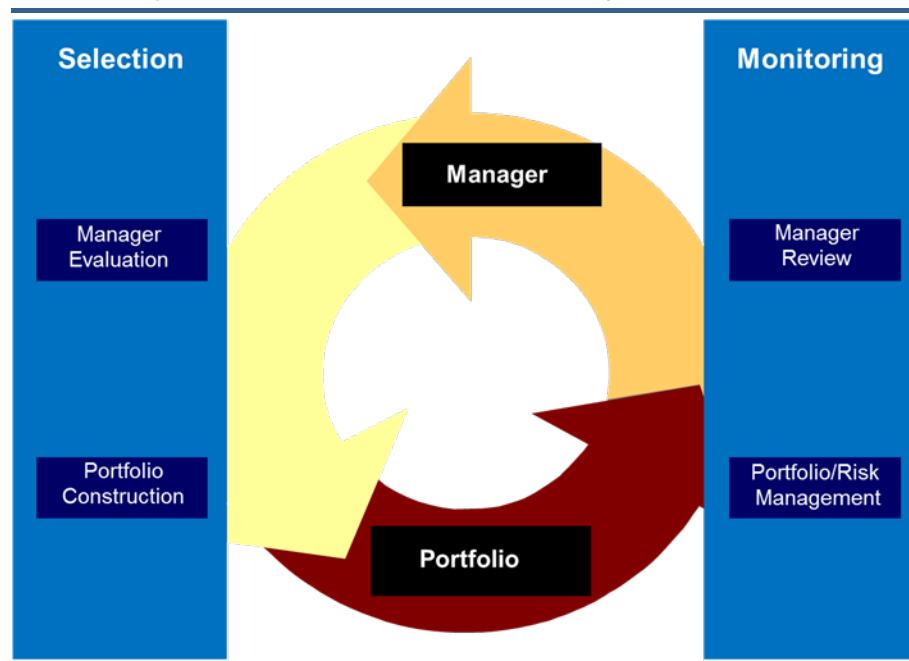 Selection
Manager
Evaluation
Portfolio
Construction
Manager
Portfolio
Monitoring
Manager
Review
Portfolio/Risk
Management